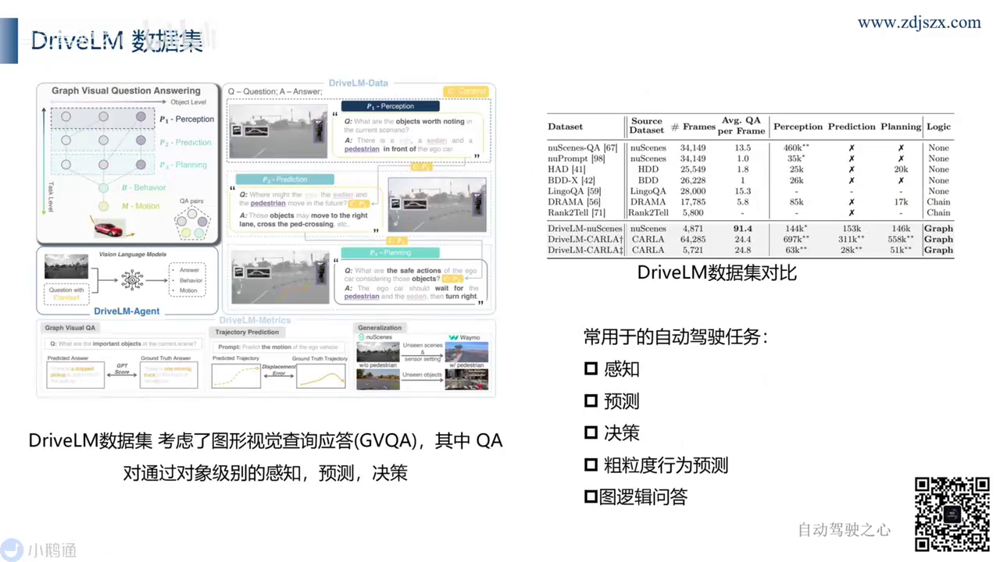 www.zdjszx.com
DriveLM 数据集
Graph Visual Question Answering
Object Level
P₁ - Perception
P₂ - Prediction
P₃ - Planning
B - Behavior
M - Motion
Task Level
QA pairs
Vision Language Models
Question with
Context
Answer
Behavior
Motion
DriveLM-Agent
DriveLM-Data
Q – Question; A – Answer;
C: General
P₁ - Perception
Q: What are the objects worth noting in
the current scenario?
A: There is a van, a sedan and a
pedestrian in front of the ego car.
P₂ - Prediction
Q: Where might the van, the sedan and
the pedestrian move in the future?
A: Those objects may move to the right
lane, cross the ped-crossing, etc.
P₃ - Planning
Q: What are the safe actions of the ego
car considering those objects?
A: The ego car should wait for the
pedestrian and the sedan, then turn right.
DriveLM-Metrics
Graph Visual QA
Q: What are the important objects in the current scene?
Predicted Answer
There is a stopped
GPT
Score
Ground Truth Answer
There is one moving
Trajectory Prediction
Prompt: Predict the motion of the ego vehicle.
Predicted Trajectory
Displacement
Error
Ground Truth Trajectory
Generalization
nuScenes
Waymo
Unseen scenes
&
sensor setting
w/o pedestrian
w/ pedestrian
Unseen objects
Dataset Source Dataset # Frames Avg. QA per Frame Perception Prediction Planning Logic
nuScenes-QA [67] nuScenes 34,149 13.5 460k** ✗ ✗ None
nuPrompt [98] nuScenes 34,149 1.0 35k* ✗ ✗ None
HAD [41] HDD 25,549 1.8 25k ✗ 20k None
BDD-X [42] BDD 26,228 1 26k ✗ ✗ None
LingoQA [59] LingoQA 28,000 15.3 - - - None
DRAMA [56] DRAMA 17,785 5.8 85k ✗ 17k Chain
Rank2Tell [71] Rank2Tell 5,800 - - ✗ - Chain
DriveLM-nuScenes nuScenes 4,871 91.4 144k* 153k 146k Graph
DriveLM-CARLA† CARLA 64,285 24.4 697k** 311k** 558k** Graph
DriveLM-CARLA‡ CARLA 5,721 24.8 63k** 28k** 51k** Graph
DriveLM数据集对比
常用于的自动驾驶任务：
感知
预测
决策
粗粒度行为预测
图逻辑问答
DriveLM数据集 考虑了图形视觉查询应答(GVQA)，其中 QA
对通过对象级别的感知，预测，决策
自动驾驶之心
小鹅通